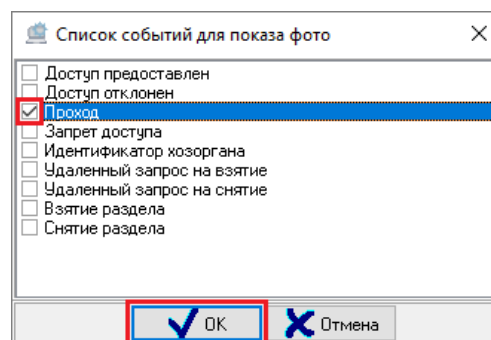 Список событий для показа фото
Доступ предоставлен
Доступ отклонен
Проход
Запрет доступа
Идентификатор хозоргана
Удаленный запрос на взятие
Удаленный запрос на снятие
Взятие раздела
Снятие раздела
OK
Отмена